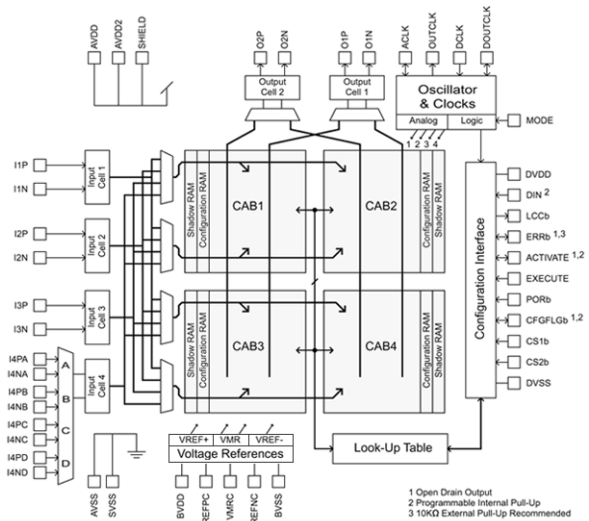 AVDD
AVDD2
SHIELD
O2P
O2N
O1P
O1N
ACLK
OUTCLK
DCLK
DOUTCLK
Output
Cell 2
Output
Cell 1
Oscillator
& Clocks
Analog
Logic
MODE
1 2 3 4
I1P
I1N
Input
Cell 1
I2P
I2N
Input
Cell 2
I3P
I3N
Input
Cell 3
I4PA
I4NA
I4PB
I4NB
I4PC
I4NC
I4PD
I4ND
A
B
C
D
Input
Cell 4
Shadow RAM
Configuration RAM
CAB1
CAB2
Configuration RAM
Shadow RAM
Shadow RAM
Configuration RAM
CAB3
CAB4
Configuration RAM
Shadow RAM
Configuration Interface
DVDD
DIN 2
LCCb
ERRb 1,3
ACTIVATE 1,2
EXECUTE
PORb
CFGFLGb 1,2
CS1b
CS2b
DVSS
VREF+
VMR
VREF-
Voltage References
Look-Up Table
AVSS
SVSS
BVDD
REFPC
VMRC
REFNC
BVSS
1 Open Drain Output
2 Programmable Internal Pull-Up
3 10KΩ External Pull-Up Recommended